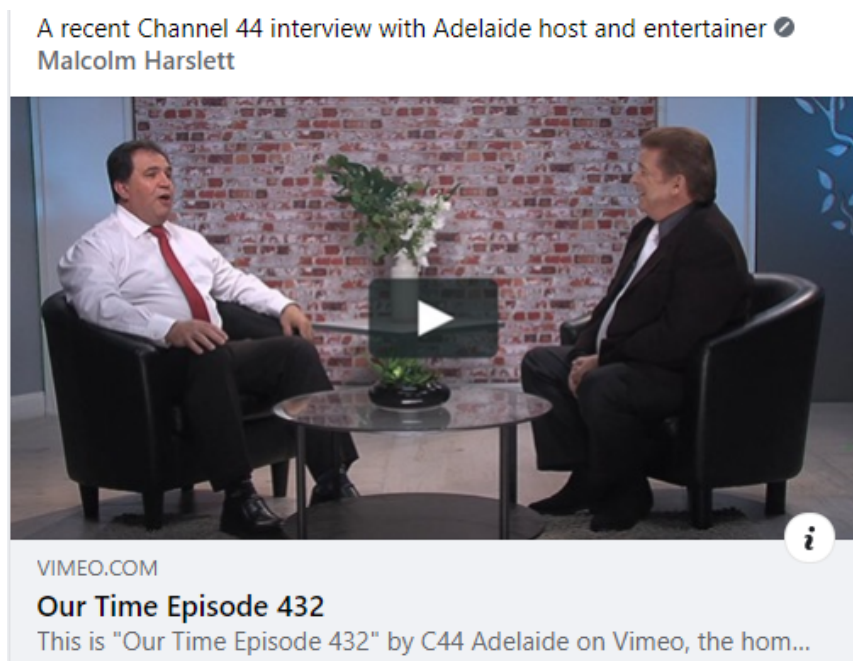 A recent Channel 44 interview with Adelaide host and entertainer
Malcolm Harslett
VIMEO.COM
Our Time Episode 432
This is "Our Time Episode 432" by C44 Adelaide on Vimeo, the hom...